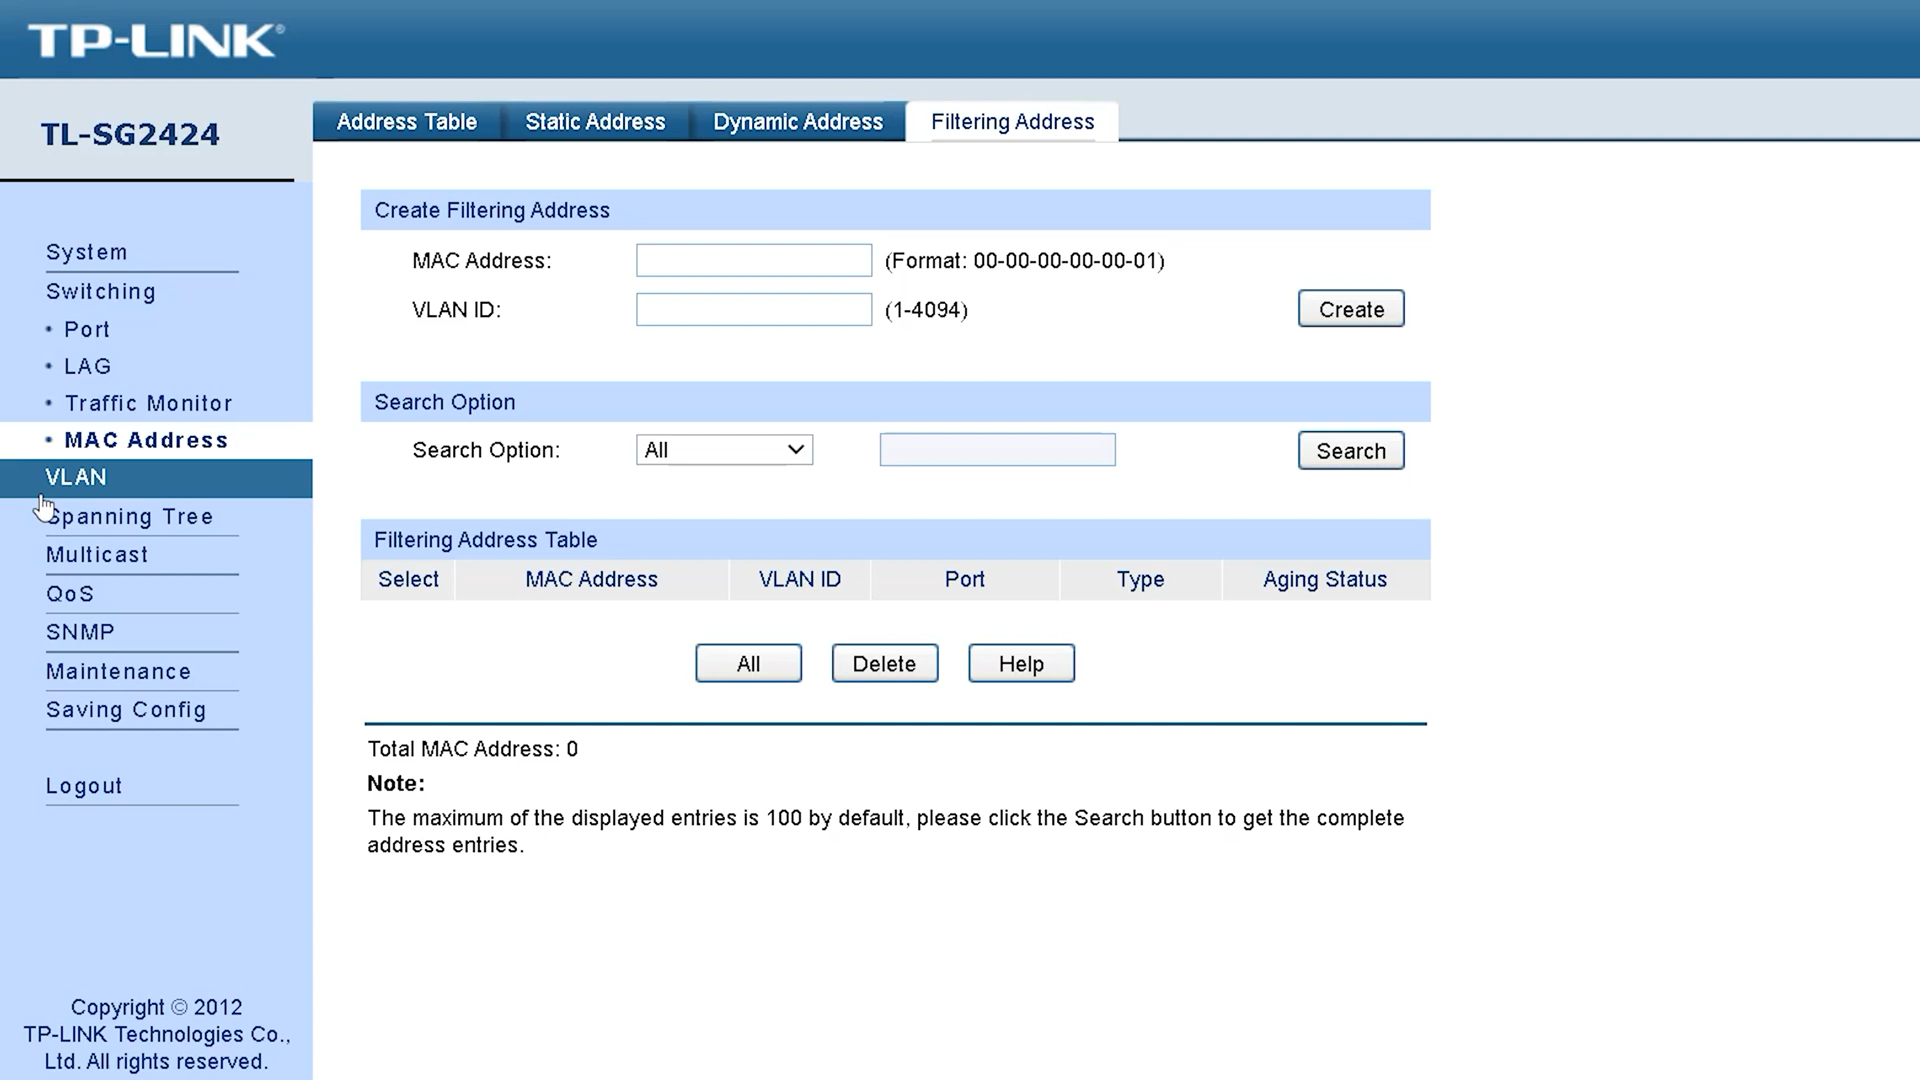 TP-LINK®
TL-SG2424
Address Table
Static Address
Dynamic Address
Filtering Address
System
Switching
• Port
• LAG
• Traffic Monitor
• MAC Address
VLAN
Spanning Tree
Multicast
QoS
SNMP
Maintenance
Saving Config
Logout
Copyright © 2012
TP-LINK Technologies Co.,
Ltd. All rights reserved.
Create Filtering Address
MAC Address: (Format: 00-00-00-00-00-01)
VLAN ID: (1-4094) Create
Search Option
Search Option: All Search
Filtering Address Table
Select MAC Address VLAN ID Port Type Aging Status
All Delete Help
Total MAC Address: 0
Note:
The maximum of the displayed entries is 100 by default, please click the Search button to get the complete
address entries.